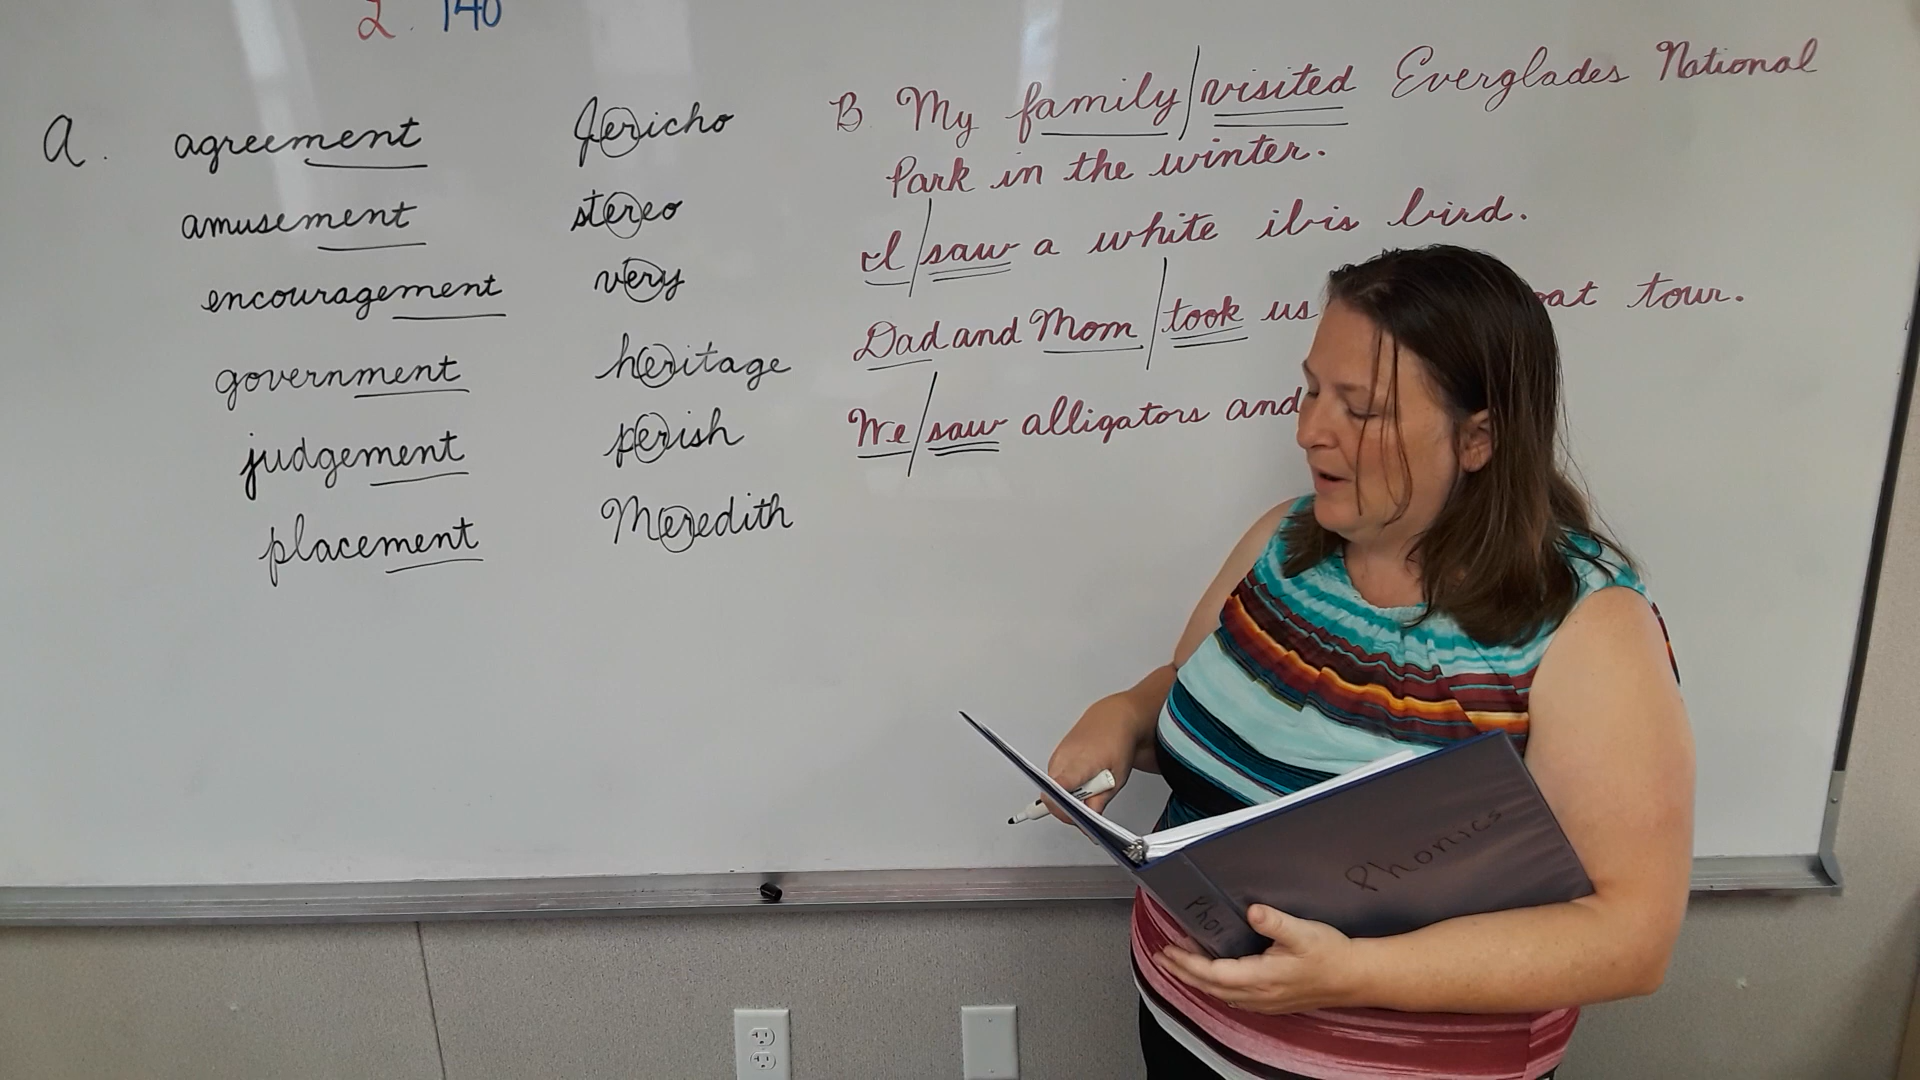 2. 140
A. agreement Jericho
amusement stereo
encouragement very
government heritage
judgement perish
placement Meredith
B My family/visited Everglades National
Park in the winter.
I/saw a white ibis bird.
Dad and Mom/took us oat tour.
We/saw alligators and
Phonics
Phoni